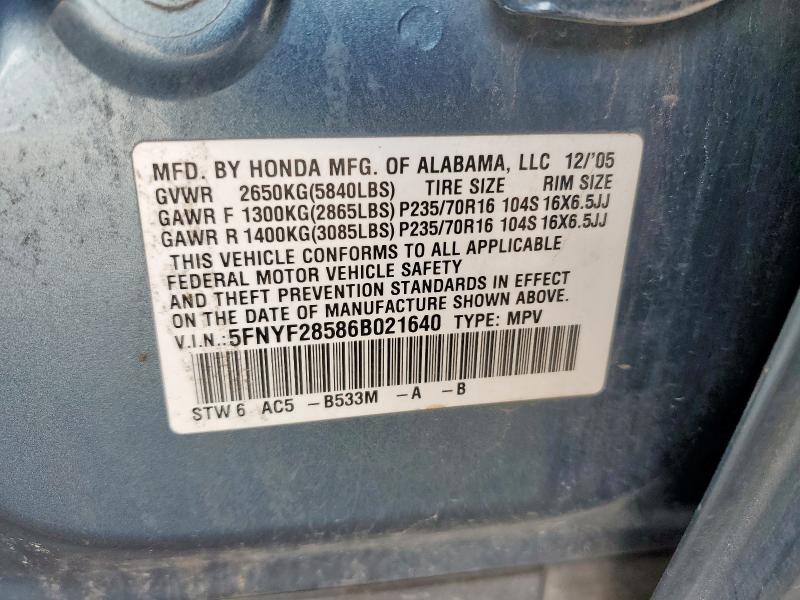 MFD. BY HONDA MFG. OF ALABAMA, LLC 12/'05
GVWR 2650KG(5840LBS) TIRE SIZE RIM SIZE
GAWR F 1300KG(2865LBS) P235/70R16 104S 16X6.5JJ
GAWR R 1400KG(3085LBS) P235/70R16 104S 16X6.5JJ
THIS VEHICLE CONFORMS TO ALL APPLICABLE
FEDERAL MOTOR VEHICLE SAFETY
AND THEFT PREVENTION STANDARDS IN EFFECT
ON THE DATE OF MANUFACTURE SHOWN ABOVE.
V.I.N.:5FNYF28586B021640 TYPE: MPV
STW6 AC5 -B533M -A -B